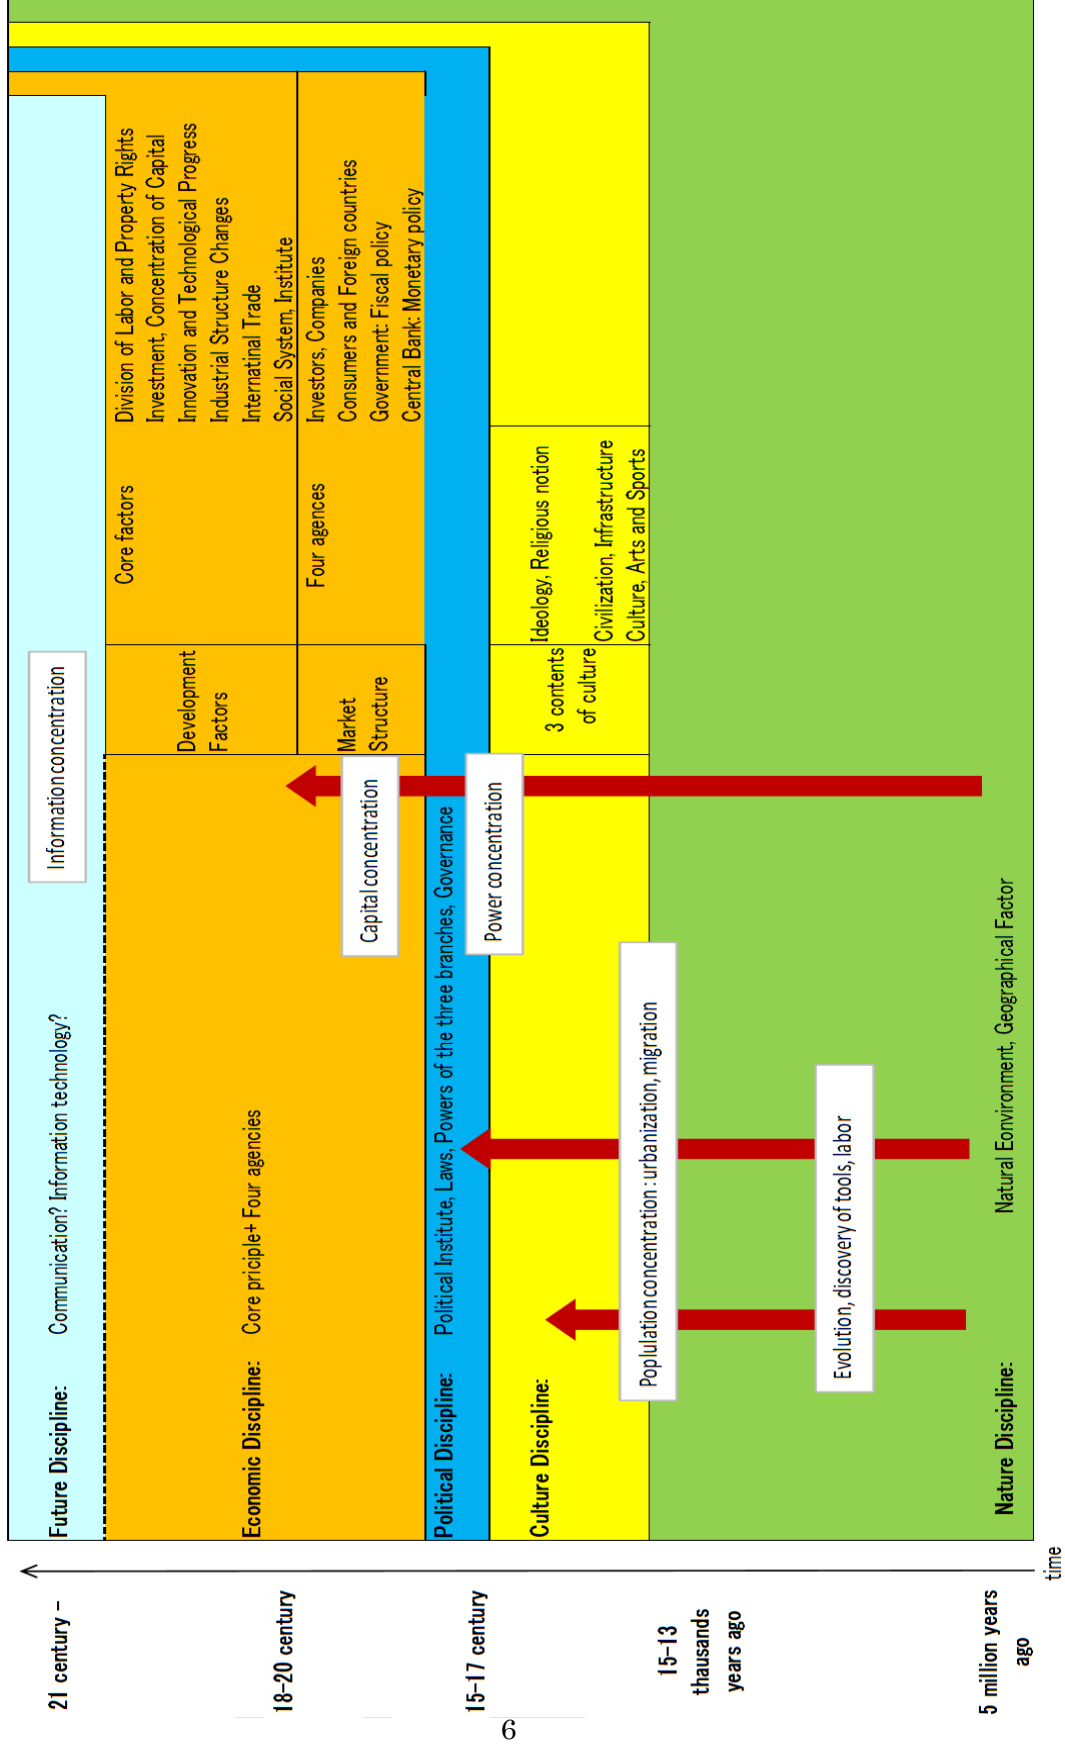 21 century –
Future Discipline:
Communication? Information technology?
Information concentration
18–20 century
Economic Discipline:
Core priciple+ Four agencies
Capital concentration
Development
Factors
Core factors
Division of Labor and Property Rights
Investment, Concentration of Capital
Innovation and Technological Progress
Industrial Structure Changes
Internatinal Trade
Social System, Institute
Market
Structure
Four agences
Investors, Companies
Consumers and Foreign countries
Government: Fiscal policy
Central Bank: Monetary policy
15–17 century
Political Discipline:
Political Institute, Laws, Powers of the three branches, Governance
Power concentration
Culture Discipline:
3 contents
of culture
Ideology, Religious notion
Civilization, Infrastructure
Culture, Arts and Sports
15–13
thausands
years ago
Poplulation concentration : urbanization, migration
Evolution, discovery of tools, labor
5 million years
ago
Nature Discipline:
Natural Eonvironment, Geographical Factor
time
6